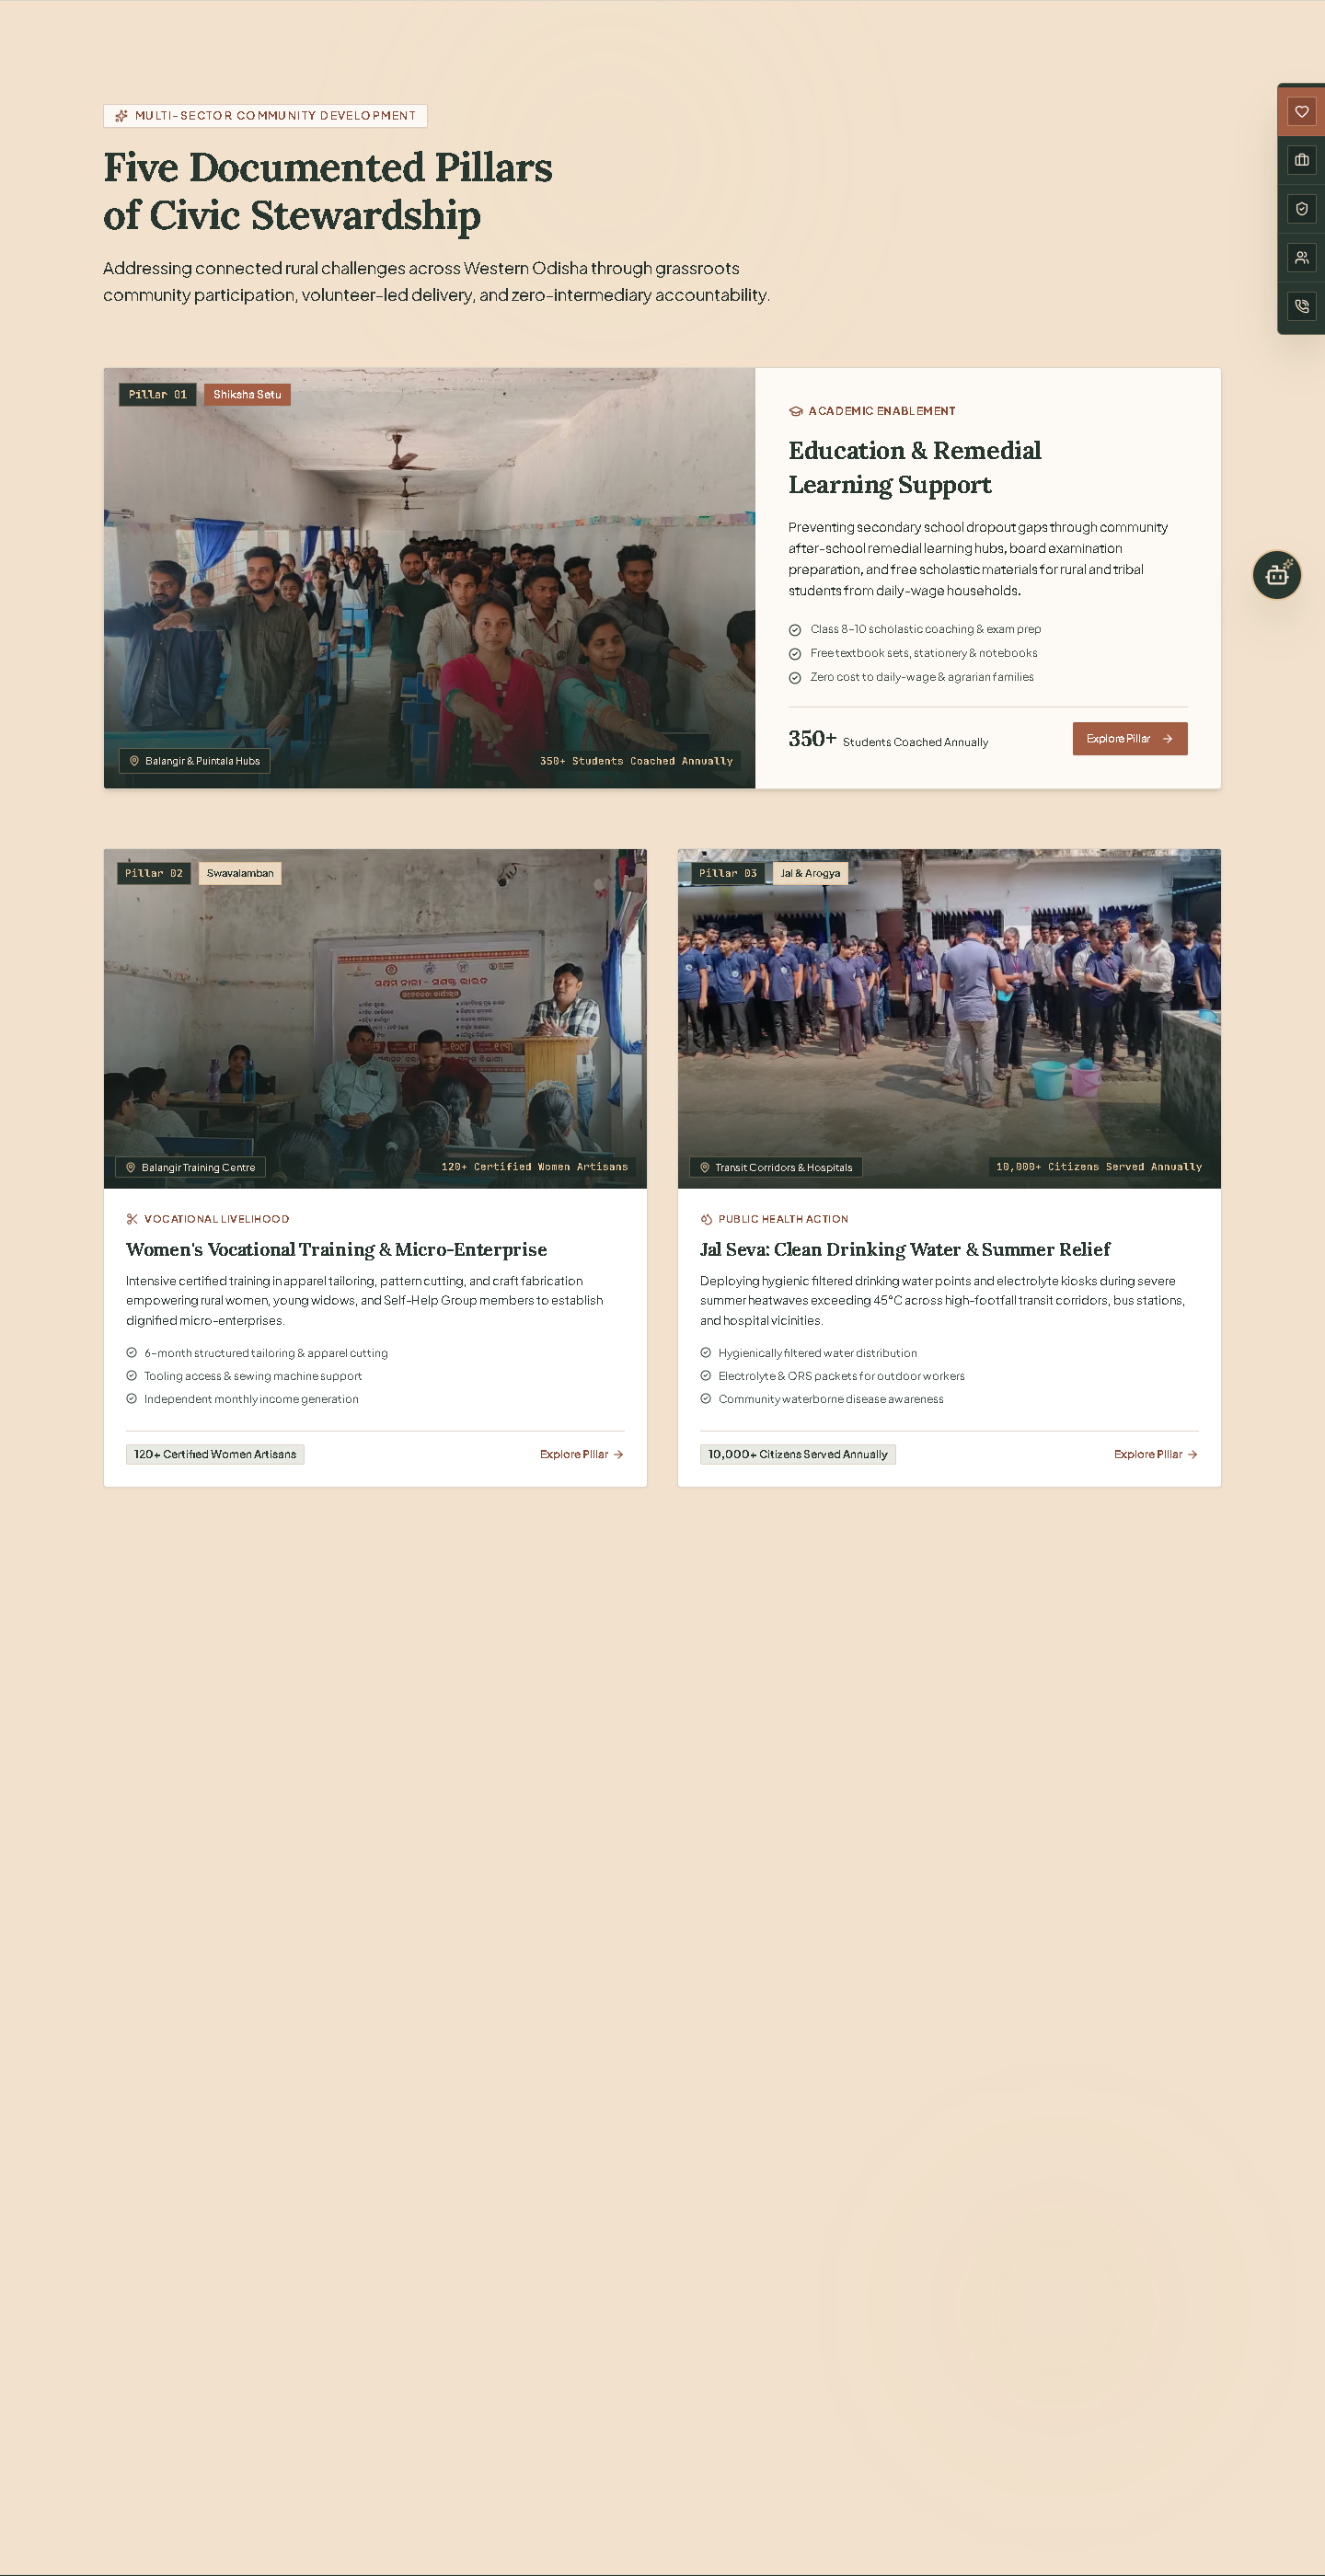 MULTI-SECTOR COMMUNITY DEVELOPMENT
Five Documented Pillars
of Civic Stewardship
Addressing connected rural challenges across Western Odisha through grassroots
community participation, volunteer-led delivery, and zero-intermediary accountability.
Pillar 01
Shiksha Setu
Balangir & Puintala Hubs
350+ Students Coached Annually
ACADEMIC ENABLEMENT
Education & Remedial
Learning Support
Preventing secondary school dropout gaps through community
after-school remedial learning hubs, board examination
preparation, and free scholastic materials for rural and tribal
students from daily-wage households.
Class 8-10 scholastic coaching & exam prep
Free textbook sets, stationery & notebooks
Zero cost to daily-wage & agrarian families
350+ Students Coached Annually
Explore Pillar
Pillar 02
Swavalamban
ସକ୍ଷମ ନାରୀ - ସଶକ୍ତ ଭାରତ
Balangir Training Centre
120+ Certified Women Artisans
VOCATIONAL LIVELIHOOD
Women's Vocational Training & Micro-Enterprise
Intensive certified training in apparel tailoring, pattern cutting, and craft fabrication
empowering rural women, young widows, and Self-Help Group members to establish
dignified micro-enterprises.
6-month structured tailoring & apparel cutting
Tooling access & sewing machine support
Independent monthly income generation
120+ Certified Women Artisans
Explore Pillar
Pillar 03
Jal & Arogya
Transit Corridors & Hospitals
10,000+ Citizens Served Annually
PUBLIC HEALTH ACTION
Jal Seva: Clean Drinking Water & Summer Relief
Deploying hygienic filtered drinking water points and electrolyte kiosks during severe
summer heatwaves exceeding 45°C across high-footfall transit corridors, bus stations,
and hospital vicinities.
Hygienically filtered water distribution
Electrolyte & ORS packets for outdoor workers
Community waterborne disease awareness
10,000+ Citizens Served Annually
Explore Pillar